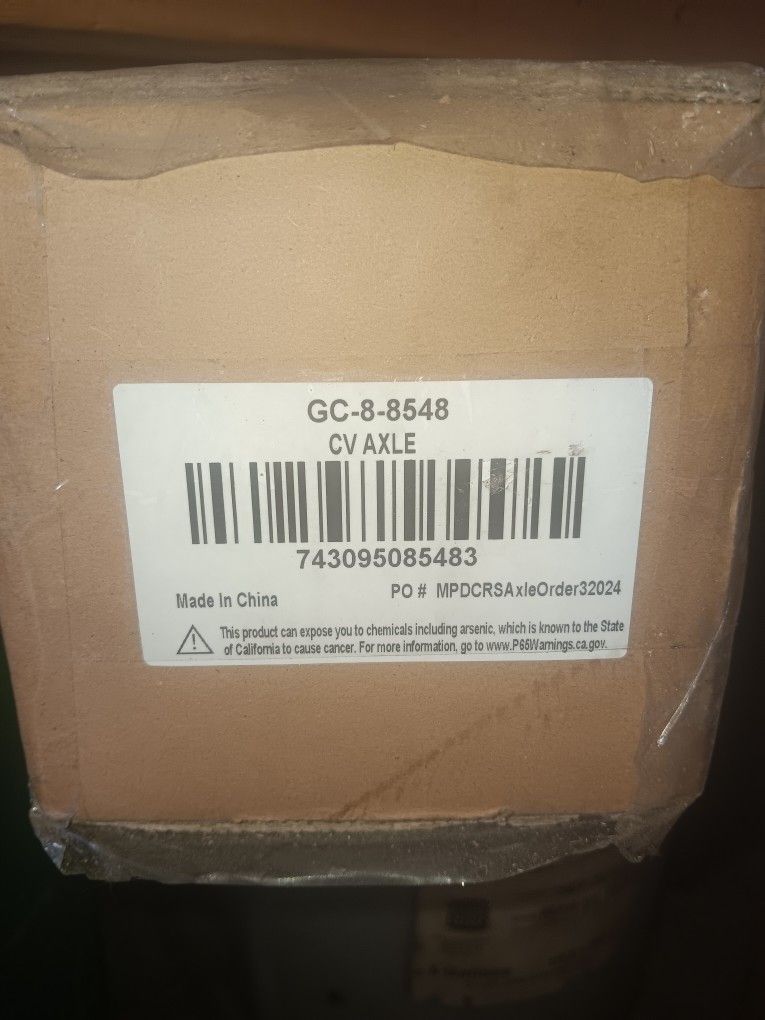 GC-8-8548
CV AXLE
743095085483
PO # MPDCRSAxleOrder32024
Made In China
This product can expose you to chemicals including arsenic, which is known to the State
of California to cause cancer. For more information, go to www.P65Warnings.ca.gov.